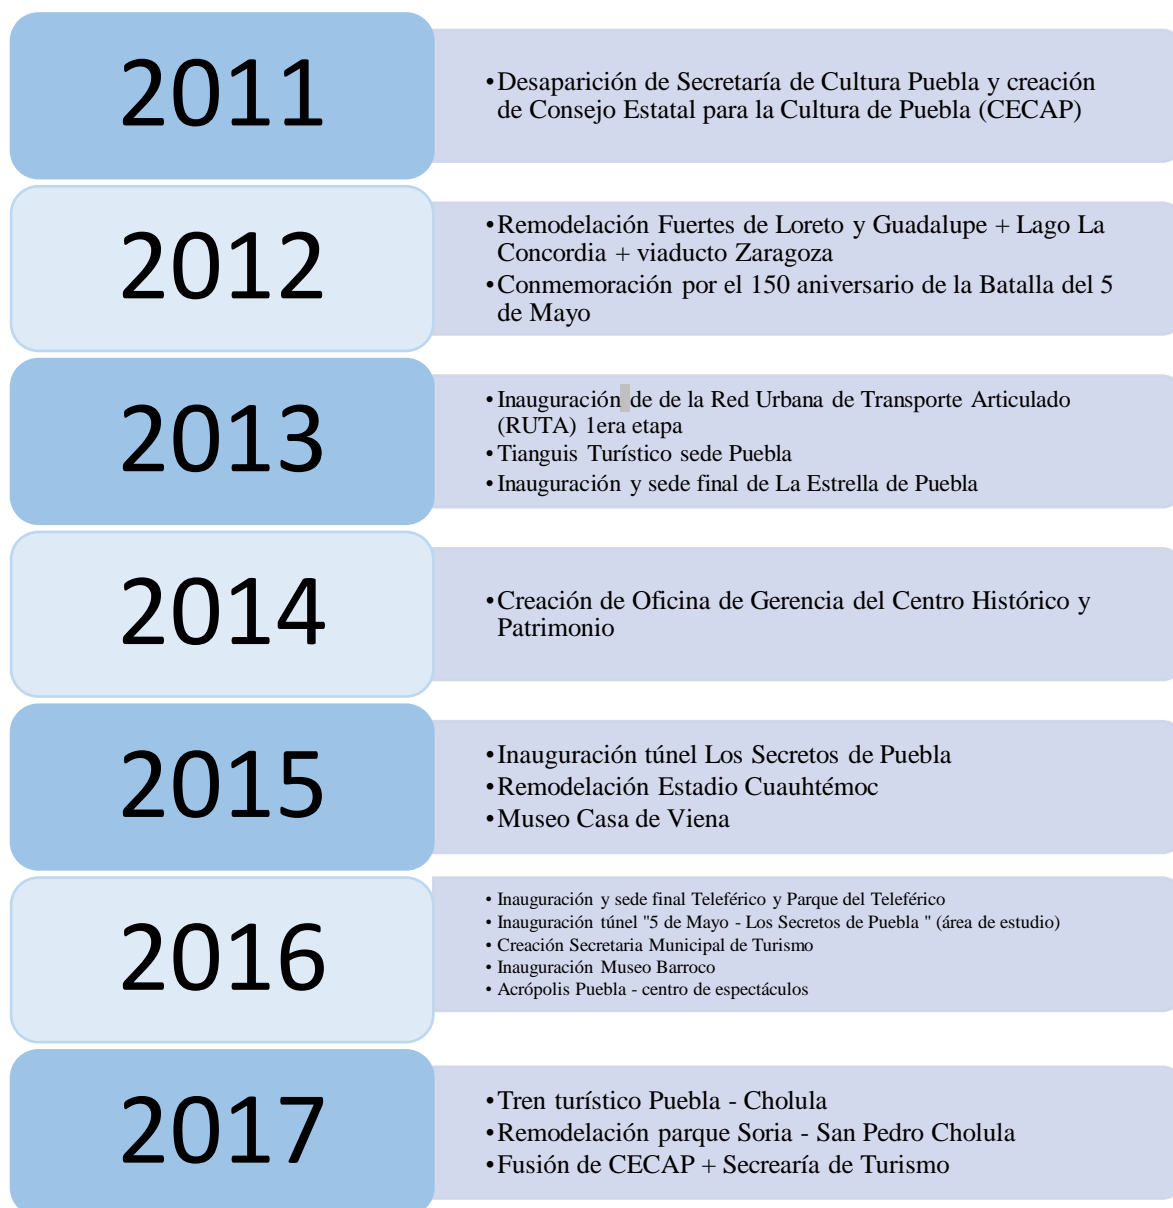 2011
•Desaparición de Secretaría de Cultura Puebla y creación
de Consejo Estatal para la Cultura de Puebla (CECAP)
2012
•Remodelación Fuertes de Loreto y Guadalupe + Lago La
Concordia + viaducto Zaragoza
•Conmemoración por el 150 aniversario de la Batalla del 5
de Mayo
2013
•Inauguración de de la Red Urbana de Transporte Articulado
(RUTA) 1era etapa
•Tianguis Turístico sede Puebla
•Inauguración y sede final de La Estrella de Puebla
2014
•Creación de Oficina de Gerencia del Centro Histórico y
Patrimonio
2015
•Inauguración túnel Los Secretos de Puebla
•Remodelación Estadio Cuauhtémoc
•Museo Casa de Viena
2016
• Inauguración y sede final Teleférico y Parque del Teleférico
• Inauguración túnel "5 de Mayo - Los Secretos de Puebla " (área de estudio)
• Creación Secretaria Municipal de Turismo
• Inauguración Museo Barroco
• Acrópolis Puebla - centro de espectáculos
2017
•Tren turístico Puebla - Cholula
•Remodelación parque Soria - San Pedro Cholula
•Fusión de CECAP + Secrearía de Turismo